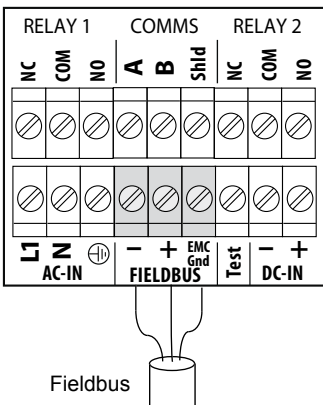 RELAY 1 COMMS RELAY 2
NC COM NO A B Shld NC COM NO
L1 N − + EMC Gnd Test − +
AC-IN FIELDBUS DC-IN
Fieldbus